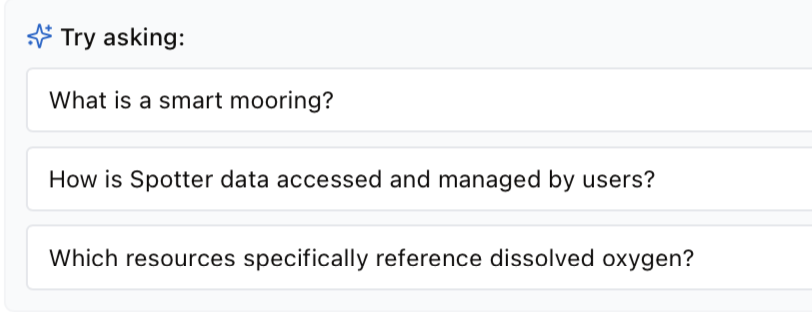 Try asking:
What is a smart mooring?
How is Spotter data accessed and managed by users?
Which resources specifically reference dissolved oxygen?